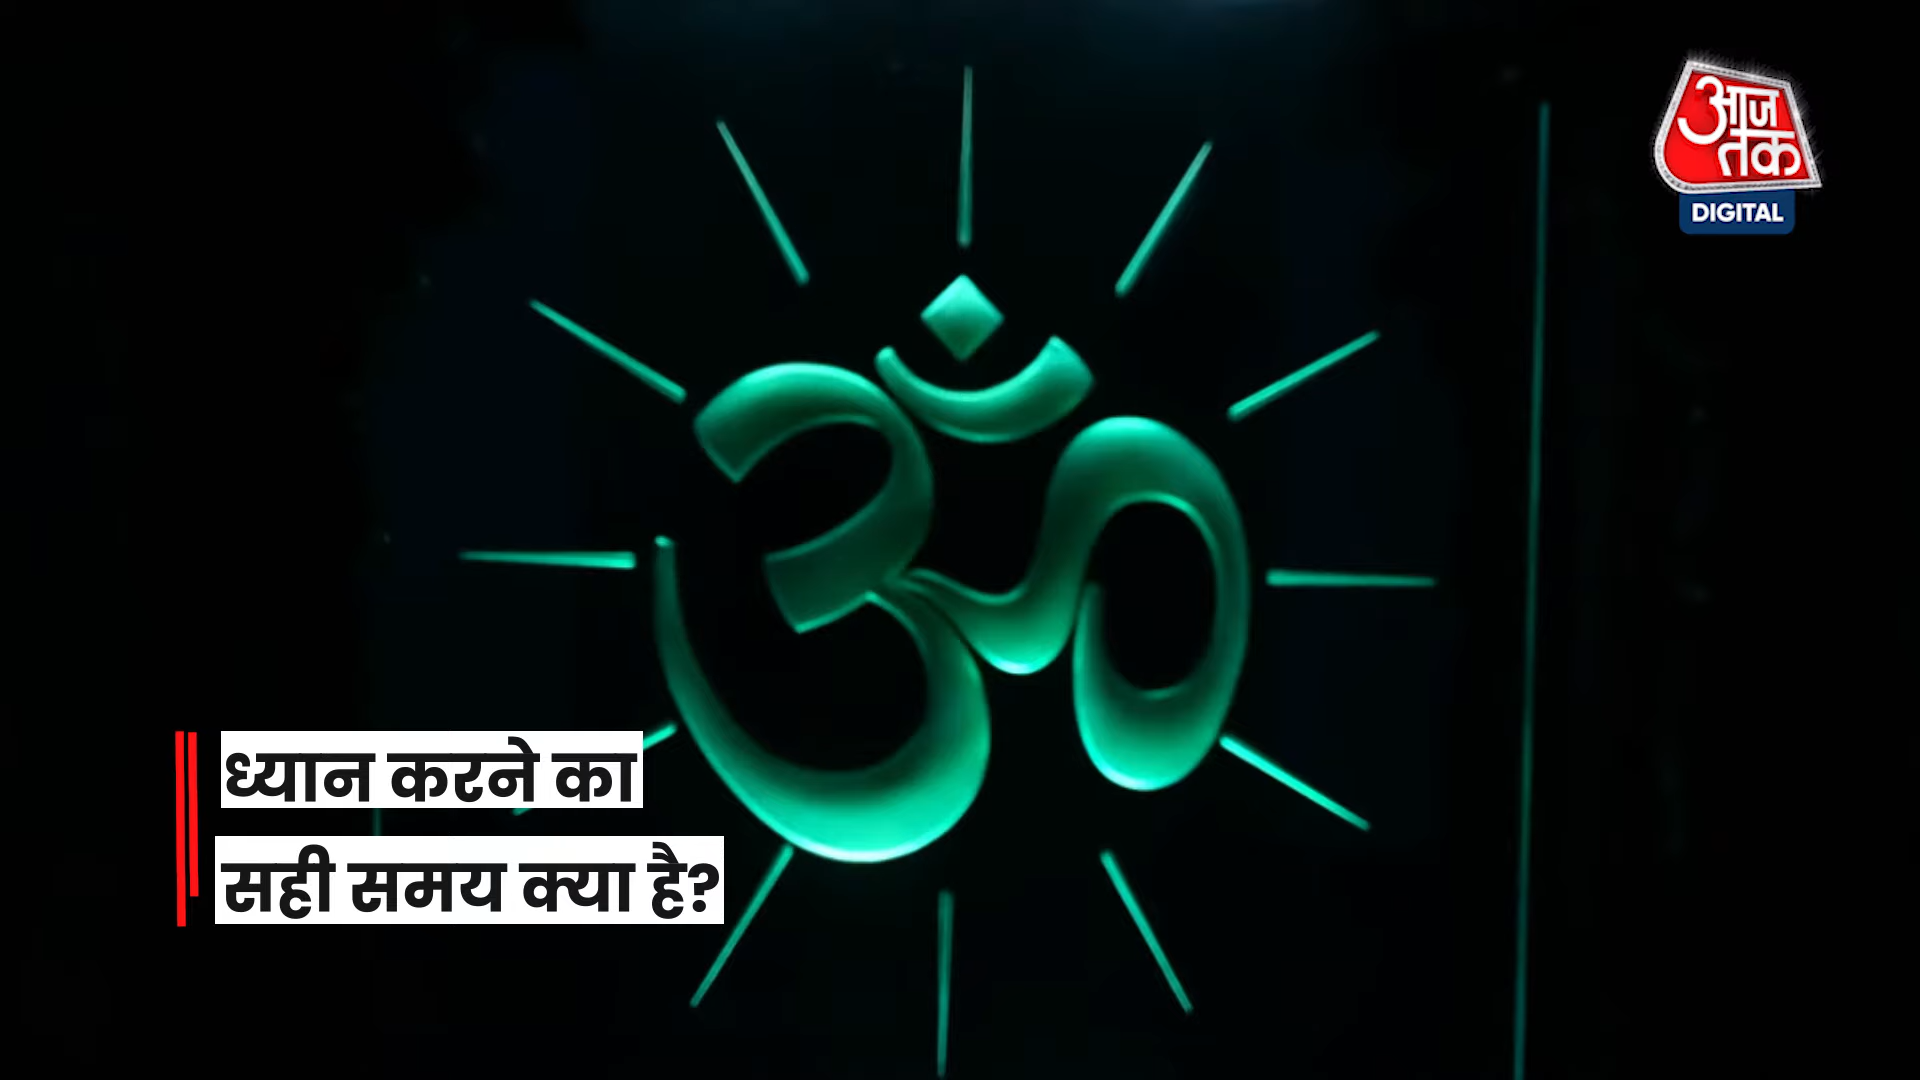 आज
तक
DIGITAL
ॐ
ध्यान करने का
सही समय क्या है?